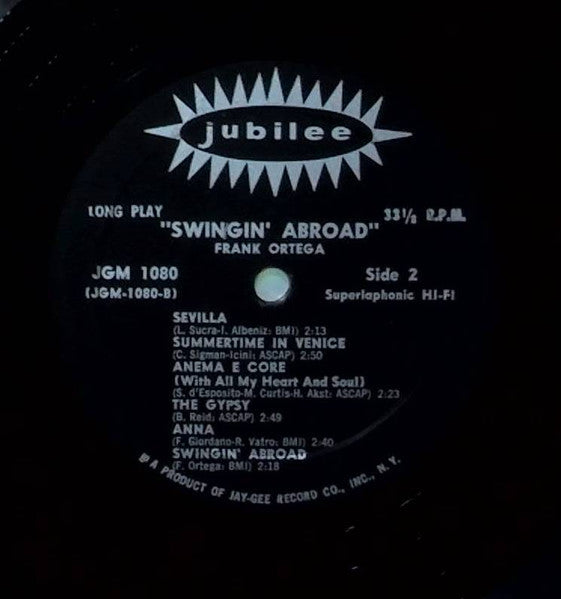 jubilee
LONG PLAY
33⅓ R.P.M.
"SWINGIN' ABROAD"
FRANK ORTEGA
JGM 1080
(JGM-1080-B)
Side 2
Superlaphonic HI-FI
SEVILLA
(L. Sucra-I. Albeniz: BMI) 2:13
SUMMERTIME IN VENICE
(C. Sigman-Icini: ASCAP) 2:50
ANEMA E CORE
(With All My Heart And Soul)
(S. d'Esposito-M. Curtis-H. Akst: ASCAP) 2:23
THE GYPSY
(B. Reid: ASCAP) 2:49
ANNA
(F. Giordano-R. Vatro: BMI) 2:40
SWINGIN' ABROAD
(F. Ortega: BMI) 2:18
A PRODUCT OF JAY-GEE RECORD CO., INC., N. Y.